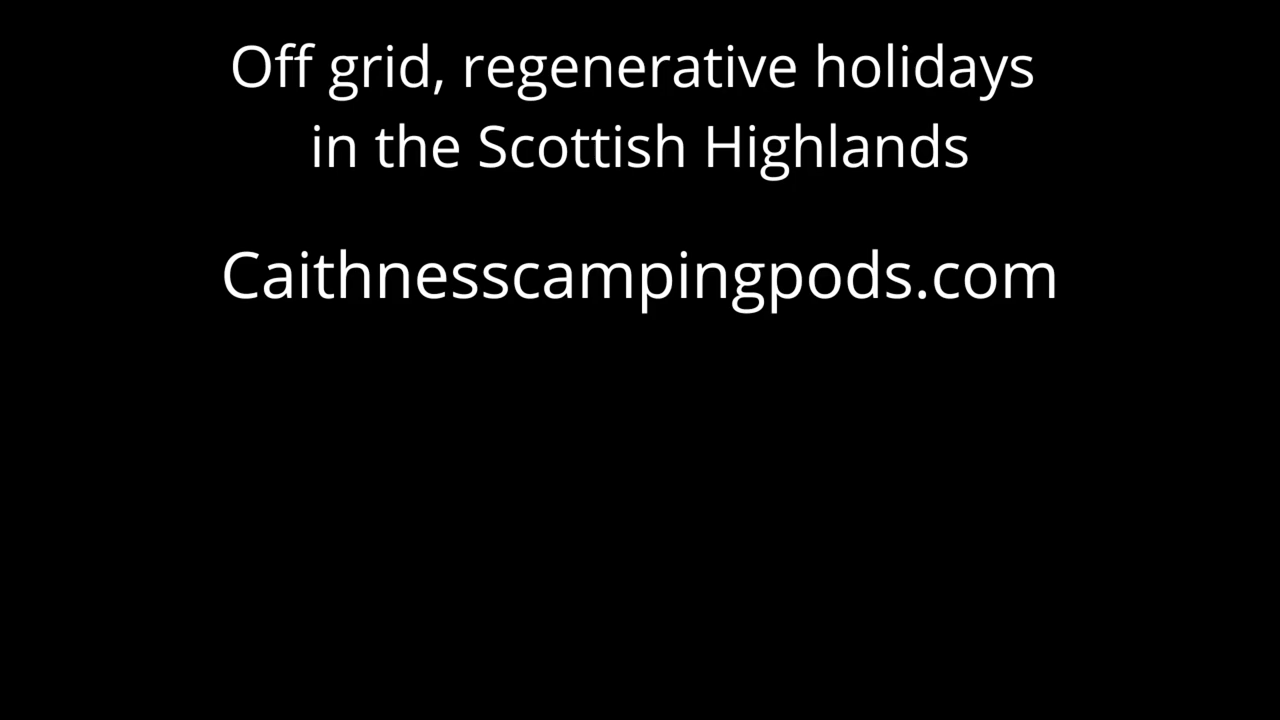 Off grid, regenerative holidays
in the Scottish Highlands
Caithnesscampingpods.com